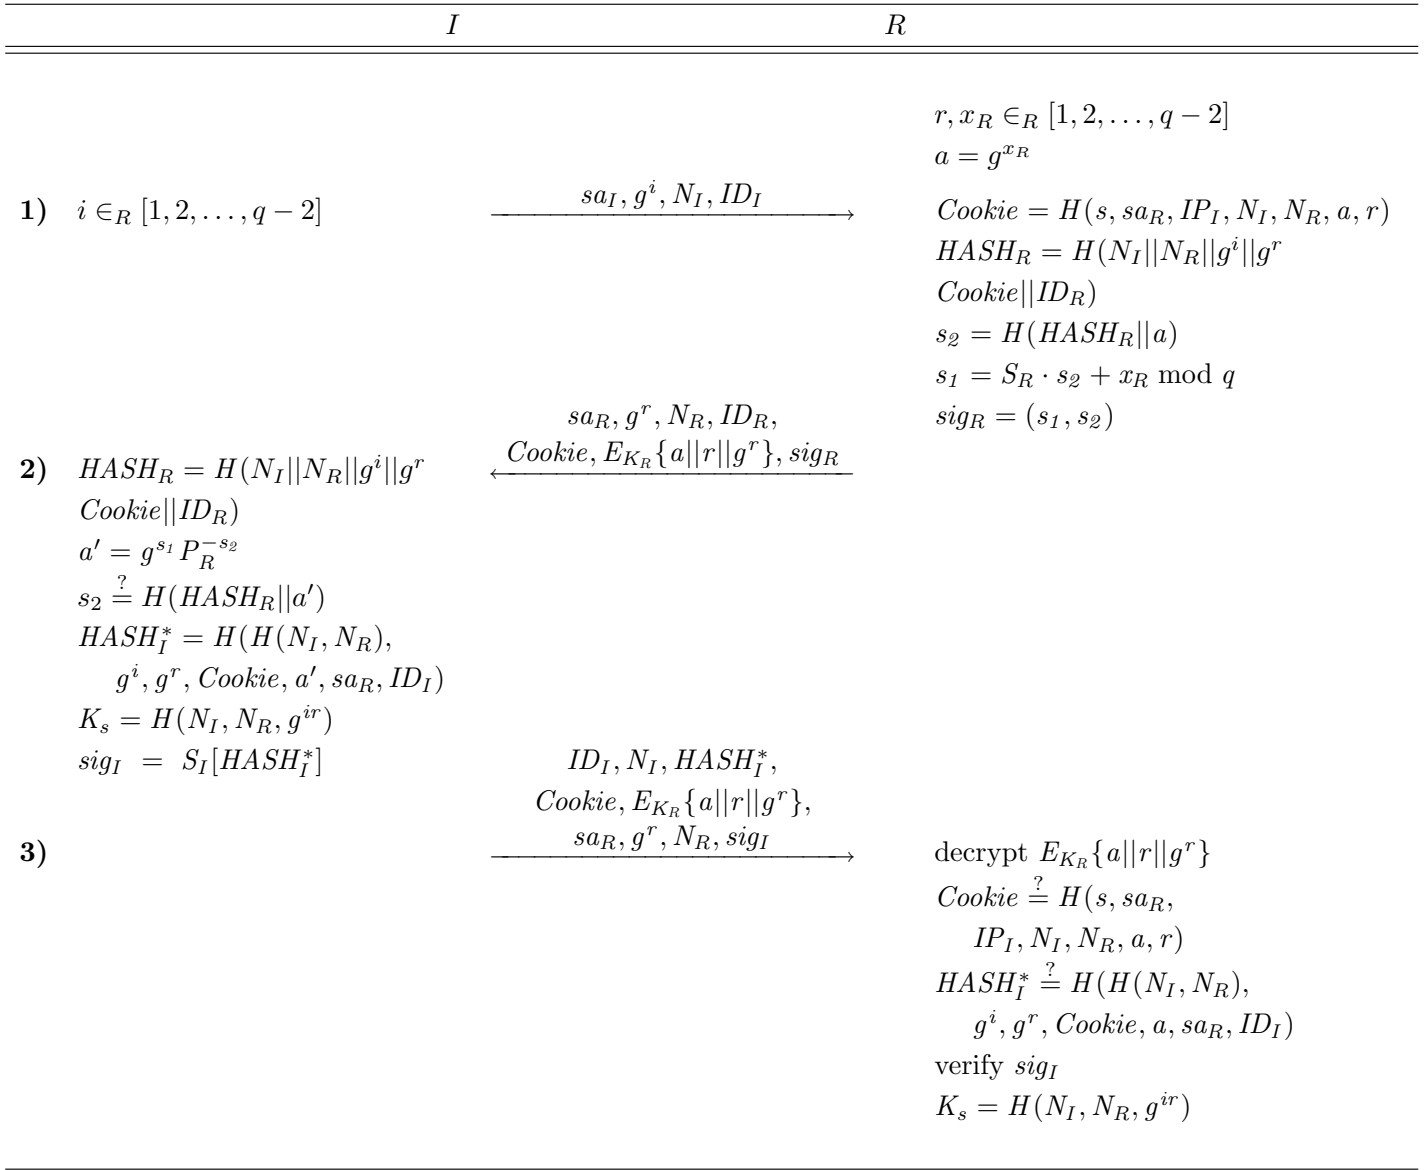 I R
r, x_R ∈_R [1, 2, . . . , q − 2]
a = g^{x_R}
1) i ∈_R [1, 2, . . . , q − 2] sa_I, g^i, N_I, ID_I Cookie = H(s, sa_R, IP_I, N_I, N_R, a, r)
HASH_R = H(N_I||N_R||g^i||g^r
Cookie||ID_R)
s_2 = H(HASH_R||a)
s_1 = S_R · s_2 + x_R mod q
sa_R, g^r, N_R, ID_R, sig_R = (s_1, s_2)
2) HASH_R = H(N_I||N_R||g^i||g^r Cookie, E_{K_R}{a||r||g^r}, sig_R
Cookie||ID_R)
a′ = g^{s_1} P_R^{−s_2}
s_2 ?= H(HASH_R||a′)
HASH_I^* = H(H(N_I, N_R),
g^i, g^r, Cookie, a′, sa_R, ID_I)
K_s = H(N_I, N_R, g^{ir})
sig_I = S_I[HASH_I^*] ID_I, N_I, HASH_I^*,
Cookie, E_{K_R}{a||r||g^r},
3) sa_R, g^r, N_R, sig_I decrypt E_{K_R}{a||r||g^r}
Cookie ?= H(s, sa_R,
IP_I, N_I, N_R, a, r)
HASH_I^* ?= H(H(N_I, N_R),
g^i, g^r, Cookie, a, sa_R, ID_I)
verify sig_I
K_s = H(N_I, N_R, g^{ir})